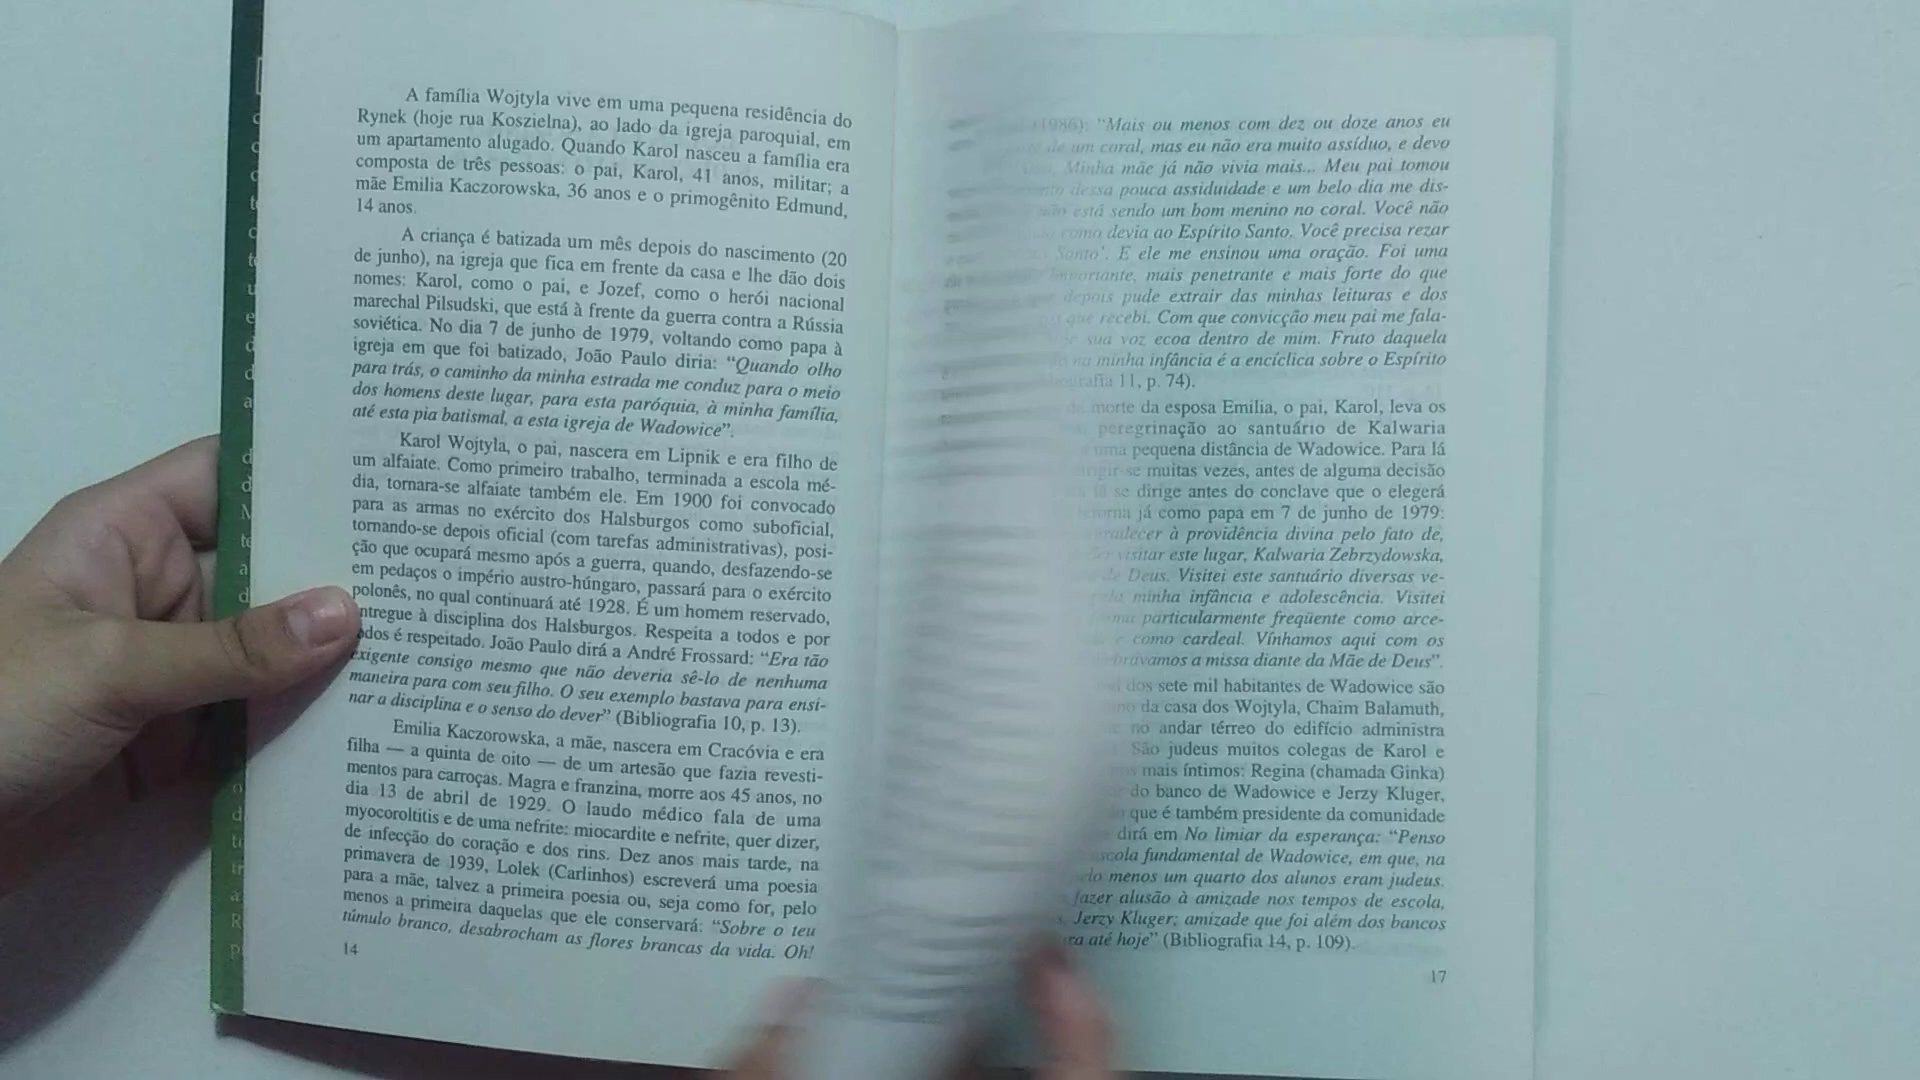 A família Wojtyla vive em uma pequena residência do
Rynek (hoje rua Koszielna), ao lado da igreja paroquial, em
um apartamento alugado. Quando Karol nasceu a família era
composta de três pessoas: o pai, Karol, 41 anos, militar; a
mãe Emilia Kaczorowska, 36 anos e o primogênito Edmund,
14 anos.
A criança é batizada um mês depois do nascimento (20
de junho), na igreja que fica em frente da casa e lhe dão dois
nomes: Karol, como o pai, e Jozef, como o herói nacional
marechal Pilsudski, que está à frente da guerra contra a Rússia
soviética. No dia 7 de junho de 1979, voltando como papa à
igreja em que foi batizado, João Paulo diria: “Quando olho
para trás, o caminho da minha estrada me conduz para o meio
dos homens deste lugar, para esta paróquia, à minha família,
até esta pia batismal, a esta igreja de Wadowice”.
Karol Wojtyla, o pai, nascera em Lipnik e era filho de
um alfaiate. Como primeiro trabalho, terminada a escola mé-
dia, tornara-se alfaiate também ele. Em 1900 foi convocado
para as armas no exército dos Halsburgos como suboficial,
tornando-se depois oficial (com tarefas administrativas), posi-
ção que ocupará mesmo após a guerra, quando, desfazendo-se
em pedaços o império austro-húngaro, passará para o exército
polonês, no qual continuará até 1928. É um homem reservado,
entregue à disciplina dos Halsburgos. Respeita a todos e por
todos é respeitado. João Paulo dirá a André Frossard: “Era tão
exigente consigo mesmo que não deveria sê-lo de nenhuma
maneira para com seu filho. O seu exemplo bastava para ensi-
nar a disciplina e o senso do dever” (Bibliografia 10, p. 13).
Emilia Kaczorowska, a mãe, nascera em Cracóvia e era
filha — a quinta de oito — de um artesão que fazia revesti-
mentos para carroças. Magra e franzina, morre aos 45 anos, no
dia 13 de abril de 1929. O laudo médico fala de uma
myocoroltitis e de uma nefrite: miocardite e nefrite, quer dizer,
de infecção do coração e dos rins. Dez anos mais tarde, na
primavera de 1939, Lolek (Carlinhos) escreverá uma poesia
para a mãe, talvez a primeira poesia ou, seja como for, pelo
menos a primeira daquelas que ele conservará: “Sobre o teu
túmulo branco, desabrocham as flores brancas da vida. Oh!
14
(1986): “Mais ou menos com dez ou doze anos eu
de um coral, mas eu não era muito assíduo, e devo
Minha mãe já não vivia mais... Meu pai tomou
dessa pouca assiduidade e um belo dia me dis-
não está sendo um bom menino no coral. Você não
como devia ao Espírito Santo. Você precisa rezar
Santo’. E ele me ensinou uma oração. Foi uma
importante, mais penetrante e mais forte do que
depois pude extrair das minhas leituras e dos
que recebi. Com que convicção meu pai me fala-
sua voz ecoa dentro de mim. Fruto daquela
na minha infância é a encíclica sobre o Espírito
11, p. 74).
morte da esposa Emilia, o pai, Karol, leva os
peregrinação ao santuário de Kalwaria
uma pequena distância de Wadowice. Para lá
muitas vezes, antes de alguma decisão
se dirige antes do conclave que o elegerá
já como papa em 7 de junho de 1979:
à providência divina pelo fato de,
visitar este lugar, Kalwaria Zebrzydowska,
de Deus. Visitei este santuário diversas ve-
minha infância e adolescência. Visitei
particularmente freqüente como arce-
e como cardeal. Vínhamos aqui com os
a missa diante da Mãe de Deus”.
dos sete mil habitantes de Wadowice são
da casa dos Wojtyla, Chaim Balamuth,
no andar térreo do edifício administra
São judeus muitos colegas de Karol e
mais íntimos: Regina (chamada Ginka)
do banco de Wadowice e Jerzy Kluger,
que é também presidente da comunidade
dirá em No limiar da esperança: “Penso
fundamental de Wadowice, em que, na
menos um quarto dos alunos eram judeus.
fazer alusão à amizade nos tempos de escola,
Jerzy Kluger; amizade que foi além dos bancos
até hoje” (Bibliografia 14, p. 109).
17